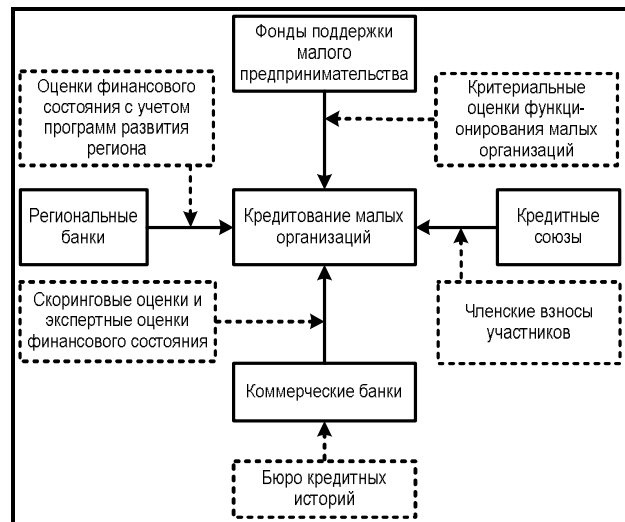 Фонды поддержки
малого
предпринимательства
Оценки финансового
состояния с учетом
программ развития
региона
Критериальные
оценки функци-
онирования малых
организаций
Региональные
банки
Кредитование малых
организаций
Кредитные
союзы
Скоринговые оценки и
экспертные оценки
финансового состояния
Членские взносы
участников
Коммерческие банки
Бюро кредитных
историй